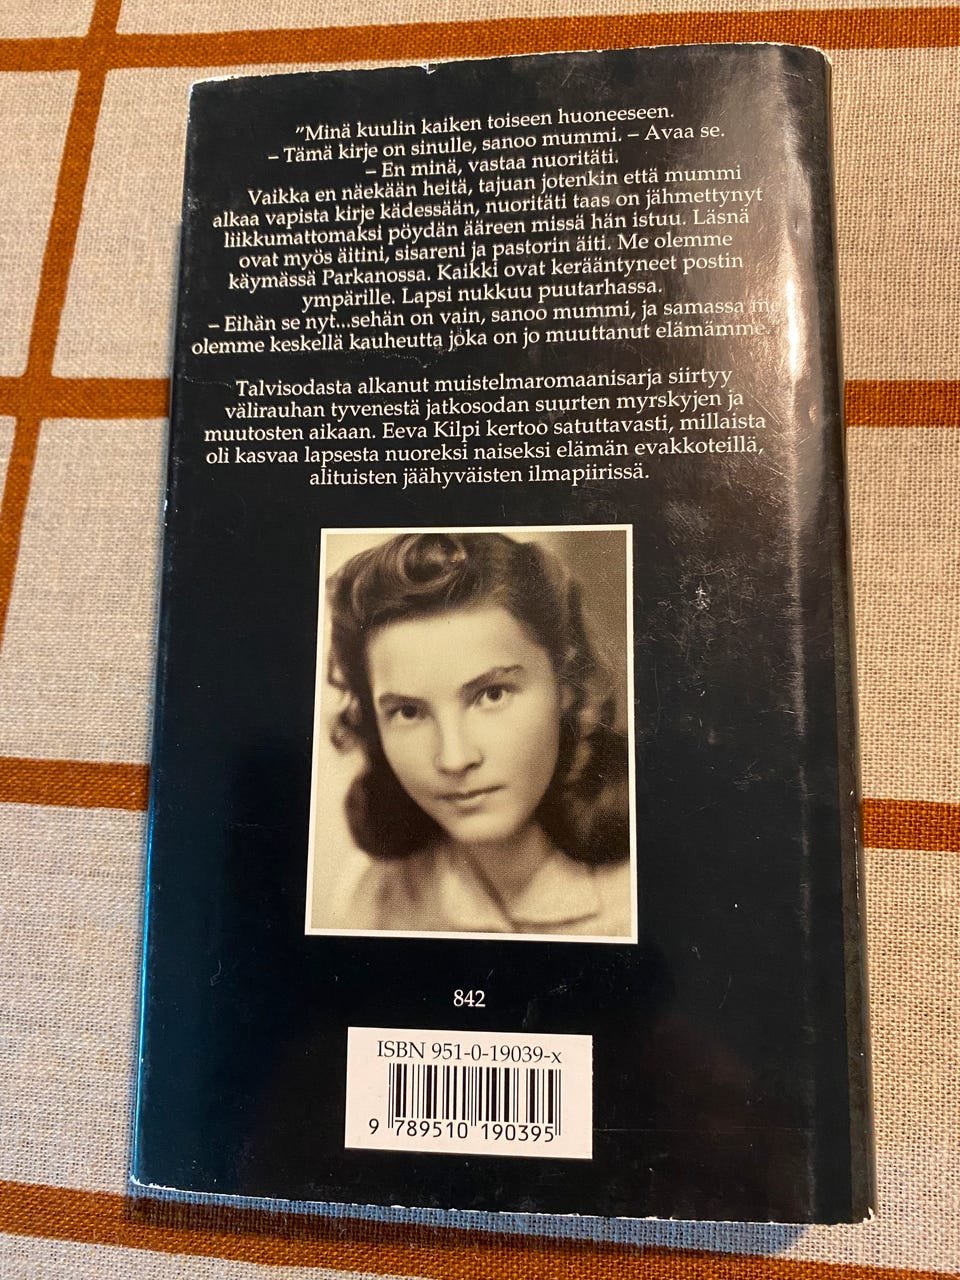 ”Minä kuulin kaiken toiseen huoneeseen.
– Tämä kirje on sinulle, sanoo mummi. – Avaa se.
– En minä, vastaa nuoritäti.
Vaikka en näekään heitä, tajuan jotenkin että mummi
alkaa vapista kirje kädessään, nuoritäti taas on jähmettynyt
liikkumattomaksi pöydän ääreen missä hän istuu. Läsnä
ovat myös äitini, sisareni ja pastorin äiti. Me olemme
käymässä Parkanossa. Kaikki ovat kerääntyneet postin
ympärille. Lapsi nukkuu puutarhassa.
– Eihän se nyt...sehän on vain, sanoo mummi, ja samassa me
olemme keskellä kauheutta joka on jo muuttanut elämämme.”
Talvisodasta alkanut muistelmaromaanisarja siirtyy
välirauhan tyvenestä jatkosodan suurten myrskyjen ja
muutosten aikaan. Eeva Kilpi kertoo satuttavasti, millaista
oli kasvaa lapsesta nuoreksi naiseksi elämän evakkoteillä,
alituisten jäähyväisten ilmapiirissä.
842
ISBN 951-0-19039-x
9 789510 190395